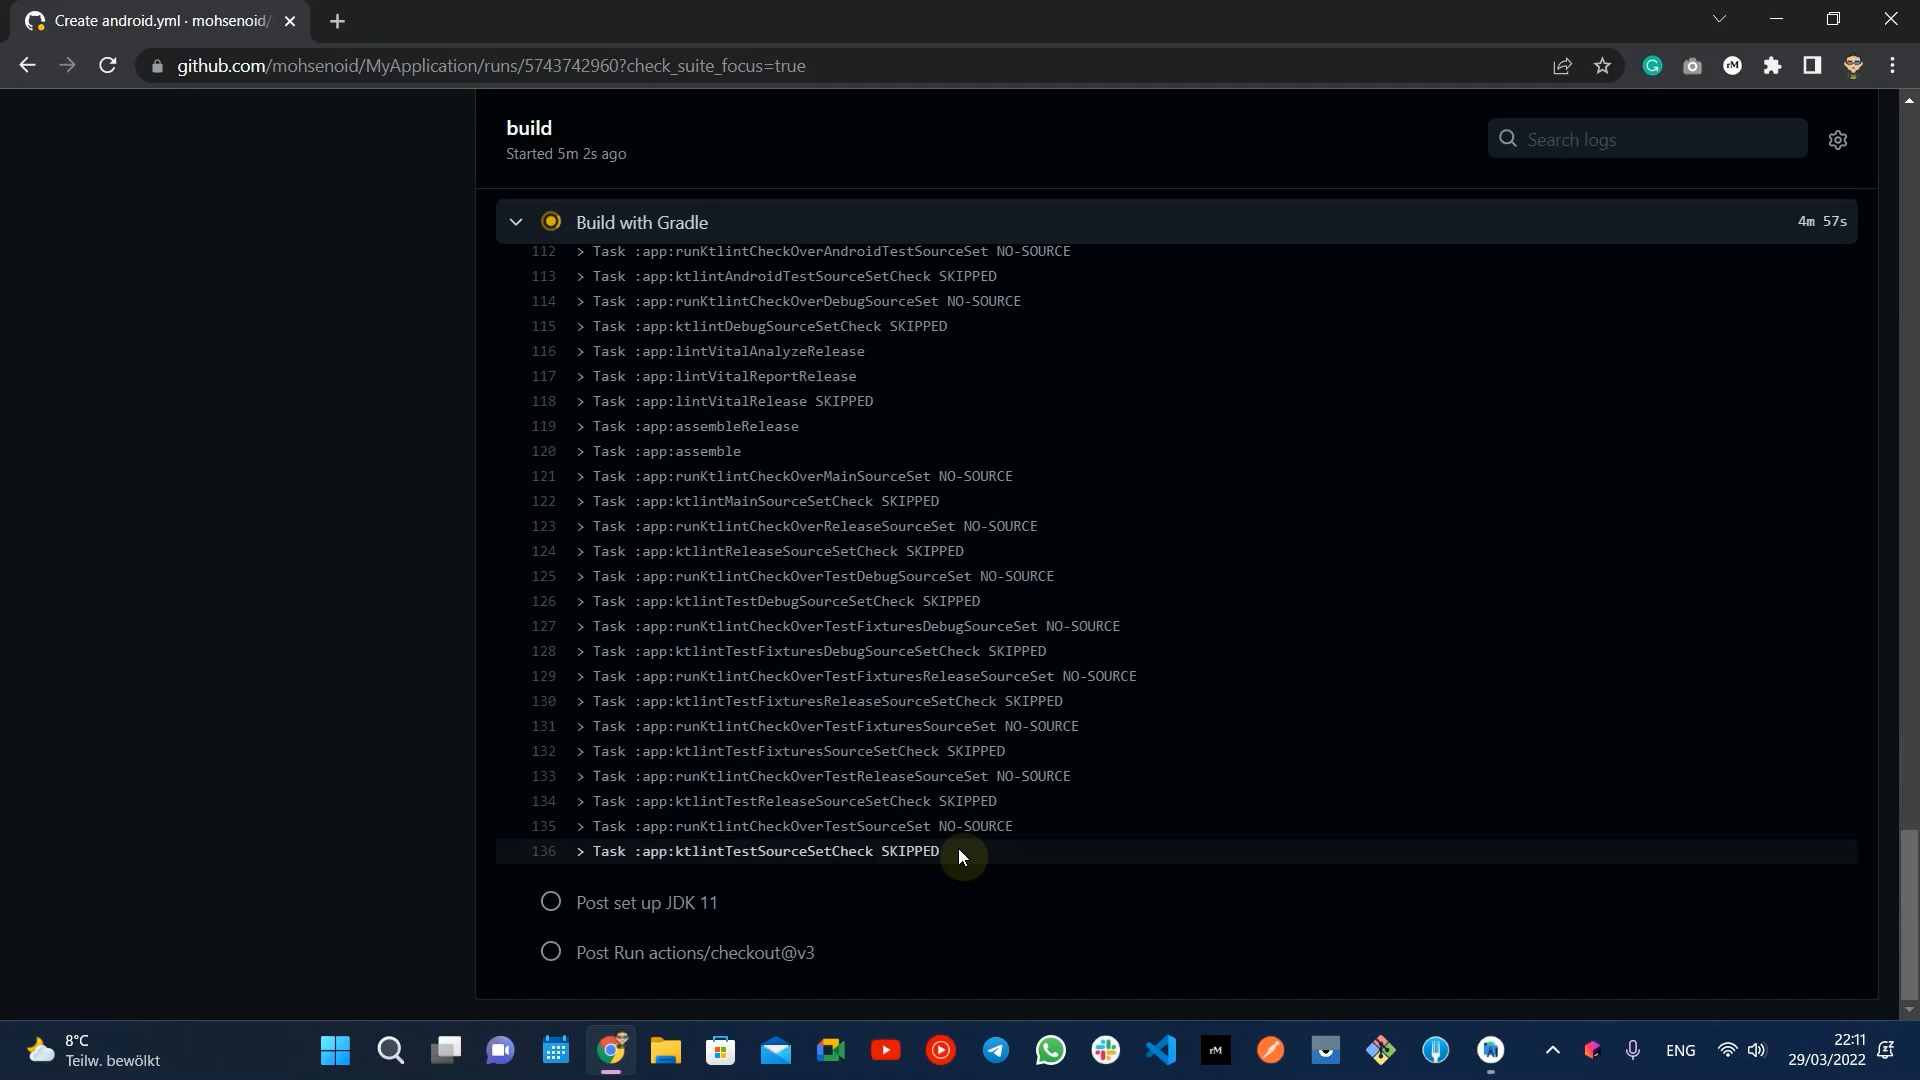 Create android.yml · mohsenoid/
github.com/mohsenoid/MyApplication/runs/5743742960?check_suite_focus=true
build
Started 5m 2s ago
Search logs
Build with Gradle
4m 57s
112 > Task :app:runKtlintCheckOverAndroidTestSourceSet NO-SOURCE
113 > Task :app:ktlintAndroidTestSourceSetCheck SKIPPED
114 > Task :app:runKtlintCheckOverDebugSourceSet NO-SOURCE
115 > Task :app:ktlintDebugSourceSetCheck SKIPPED
116 > Task :app:lintVitalAnalyzeRelease
117 > Task :app:lintVitalReportRelease
118 > Task :app:lintVitalRelease SKIPPED
119 > Task :app:assembleRelease
120 > Task :app:assemble
121 > Task :app:runKtlintCheckOverMainSourceSet NO-SOURCE
122 > Task :app:ktlintMainSourceSetCheck SKIPPED
123 > Task :app:runKtlintCheckOverReleaseSourceSet NO-SOURCE
124 > Task :app:ktlintReleaseSourceSetCheck SKIPPED
125 > Task :app:runKtlintCheckOverTestDebugSourceSet NO-SOURCE
126 > Task :app:ktlintTestDebugSourceSetCheck SKIPPED
127 > Task :app:runKtlintCheckOverTestFixturesDebugSourceSet NO-SOURCE
128 > Task :app:ktlintTestFixturesDebugSourceSetCheck SKIPPED
129 > Task :app:runKtlintCheckOverTestFixturesReleaseSourceSet NO-SOURCE
130 > Task :app:ktlintTestFixturesReleaseSourceSetCheck SKIPPED
131 > Task :app:runKtlintCheckOverTestFixturesSourceSet NO-SOURCE
132 > Task :app:ktlintTestFixturesSourceSetCheck SKIPPED
133 > Task :app:runKtlintCheckOverTestReleaseSourceSet NO-SOURCE
134 > Task :app:ktlintTestReleaseSourceSetCheck SKIPPED
135 > Task :app:runKtlintCheckOverTestSourceSet NO-SOURCE
136 > Task :app:ktlintTestSourceSetCheck SKIPPED
Post set up JDK 11
Post Run actions/checkout@v3
8°C
Teilw. bewölkt
rM
ENG
22:11
29/03/2022